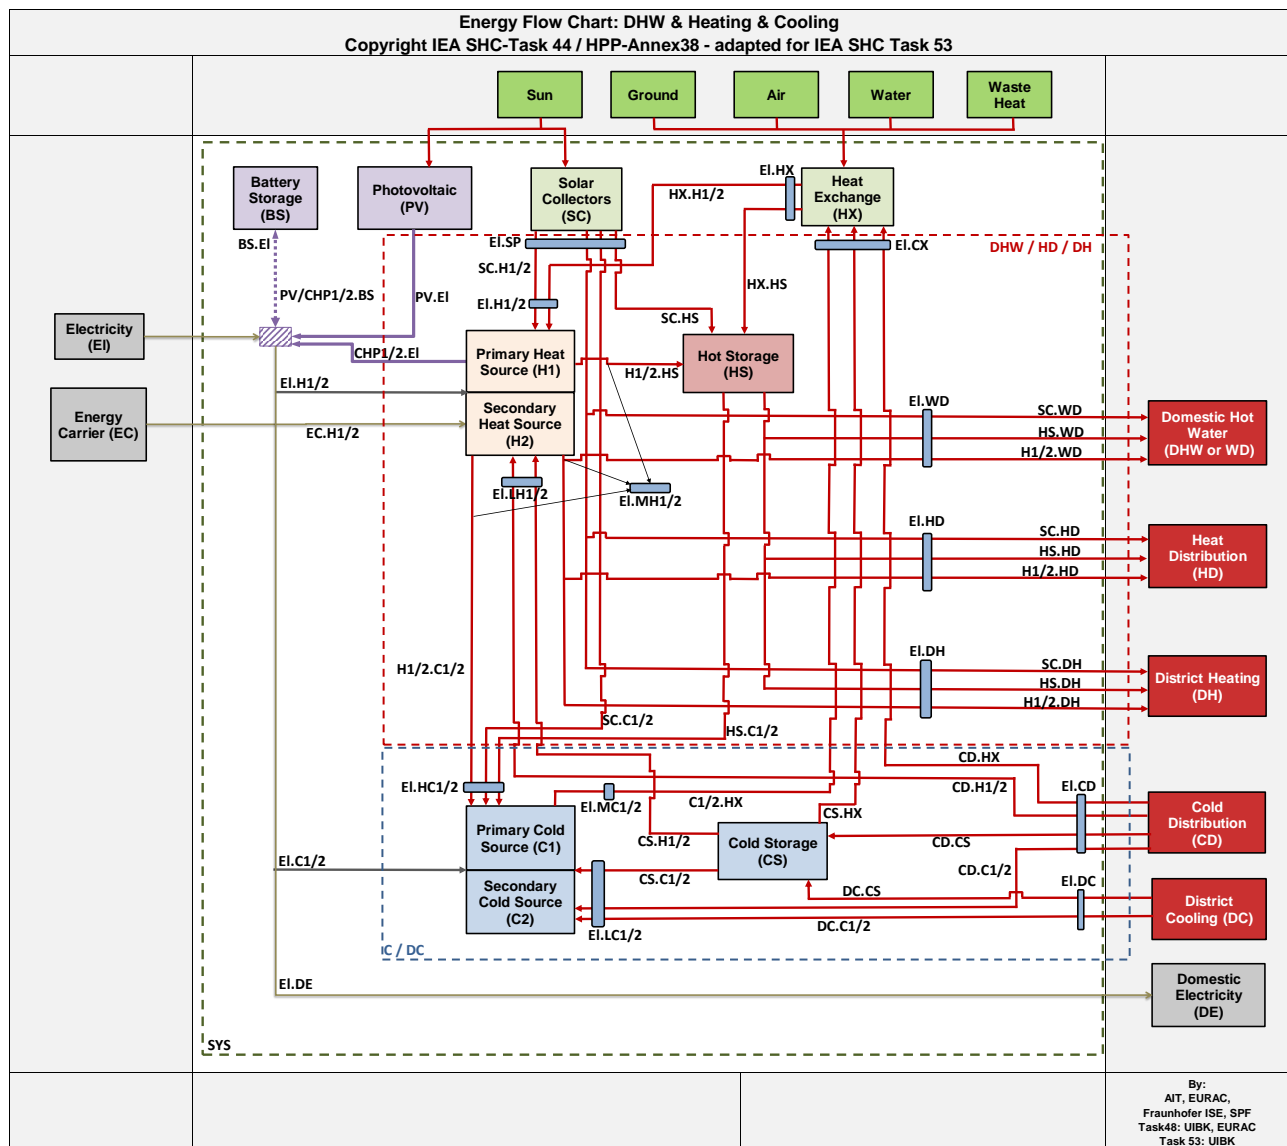 Energy Flow Chart: DHW & Heating & Cooling
Copyright IEA SHC-Task 44 / HPP-Annex38 - adapted for IEA SHC Task 53
Sun
Ground
Air
Water
Waste
Heat
Battery
Storage
(BS)
Photovoltaic
(PV)
Solar
Collectors
(SC)
El.HX
HX.H1/2
Heat
Exchange
(HX)
BS.El
El.SP
El.CX
DHW / HD / DH
SC.H1/2
PV/CHP1/2.BS
PV.El
El.H1/2
HX.HS
SC.HS
Electricity
(El)
CHP1/2.El
Primary Heat
Source (H1)
H1/2.HS
Hot Storage
(HS)
El.H1/2
Energy
Carrier (EC)
EC.H1/2
Secondary
Heat Source
(H2)
El.WD
SC.WD
HS.WD
H1/2.WD
Domestic Hot
Water
(DHW or WD)
El.LH1/2
El.MH1/2
El.HD
SC.HD
HS.HD
H1/2.HD
Heat
Distribution
(HD)
H1/2.C1/2
El.DH
SC.DH
HS.DH
H1/2.DH
District Heating
(DH)
SC.C1/2
HS.C1/2
CD.HX
El.HC1/2
El.MC1/2
C1/2.HX
CD.H1/2
El.CD
CS.HX
Primary Cold
Source (C1)
CS.H1/2
Cold Storage
(CS)
CD.CS
Cold
Distribution
(CD)
El.C1/2
CS.C1/2
CD.C1/2
Secondary
Cold Source
(C2)
DC.CS
El.DC
District
Cooling (DC)
El.LC1/2
DC.C1/2
C / DC
El.DE
Domestic
Electricity
(DE)
SYS
By:
AIT, EURAC,
Fraunhofer ISE, SPF
Task48: UIBK, EURAC
Task 53: UIBK